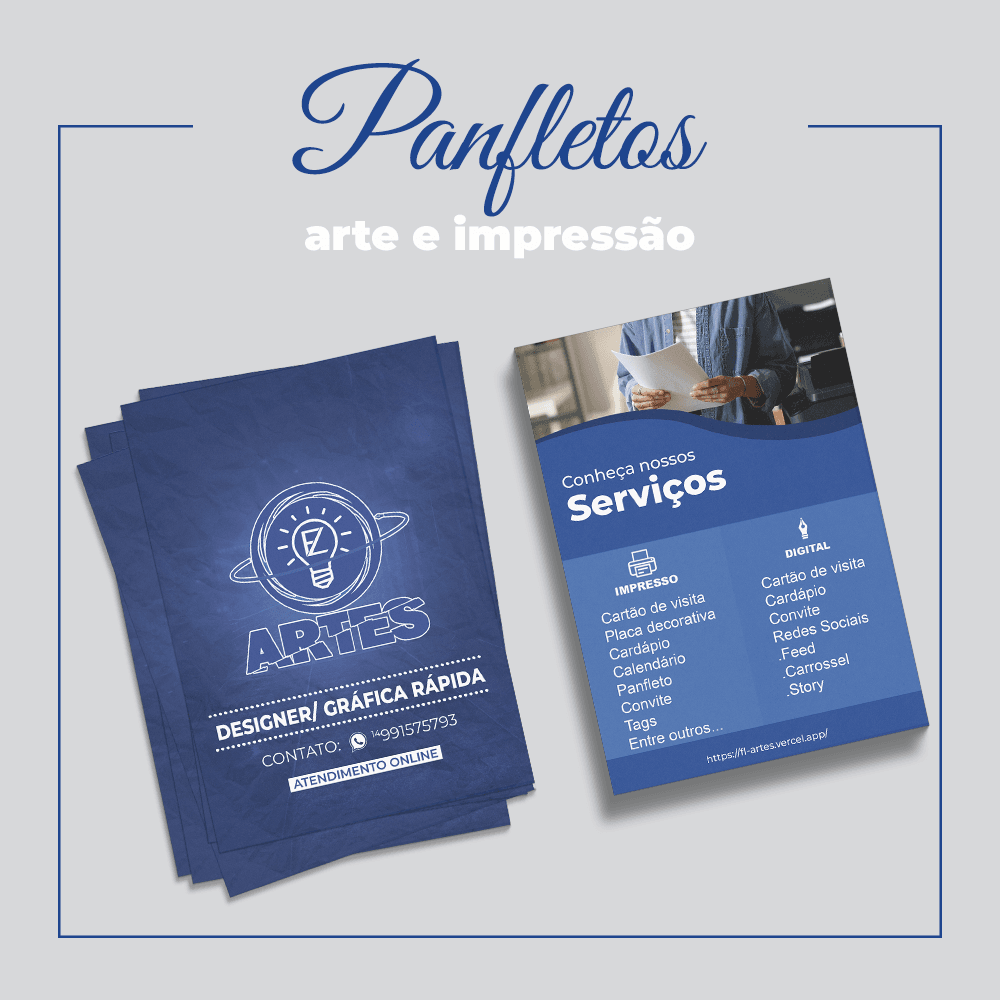 Panfletos
arte e impressão
FZ
ARTES
DESIGNER/ GRÁFICA RÁPIDA
CONTATO: 14991575793
ATENDIMENTO ONLINE
Conheça nossos
Serviços
IMPRESSO
Cartão de visita
Placa decorativa
Cardápio
Calendário
Panfleto
Convite
Tags
Entre outros...
DIGITAL
Cartão de visita
Cardápio
Convite
Redes Sociais
.Feed
.Carrossel
.Story
https://fl-artes.vercel.app/